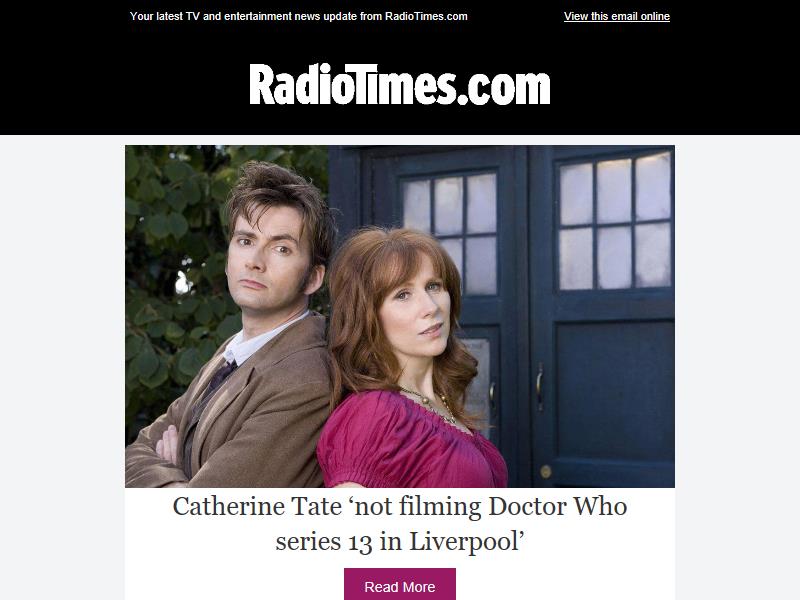 Your latest TV and entertainment news update from RadioTimes.com
View this email online
RadioTimes.com
Catherine Tate ‘not filming Doctor Who
series 13 in Liverpool’
Read More